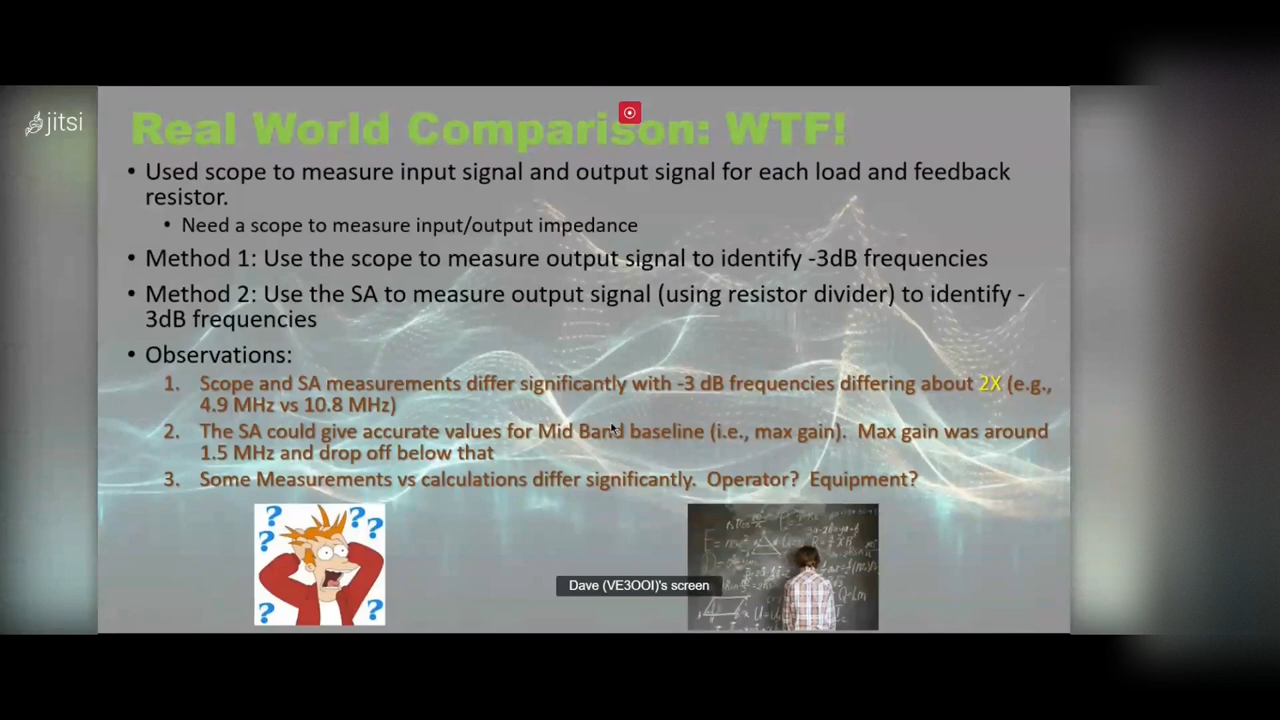 jitsi
Real World Comparison: WTF!
• Used scope to measure input signal and output signal for each load and feedback
resistor.
• Need a scope to measure input/output impedance
• Method 1: Use the scope to measure output signal to identify -3dB frequencies
• Method 2: Use the SA to measure output signal (using resistor divider) to identify -
3dB frequencies
• Observations:
1. Scope and SA measurements differ significantly with -3 dB frequencies differing about 2X (e.g.,
4.9 MHz vs 10.8 MHz)
2. The SA could give accurate values for Mid Band baseline (i.e., max gain). Max gain was around
1.5 MHz and drop off below that
3. Some Measurements vs calculations differ significantly. Operator? Equipment?
? ? ?
?
? ?
Dave (VE3OOI)'s screen